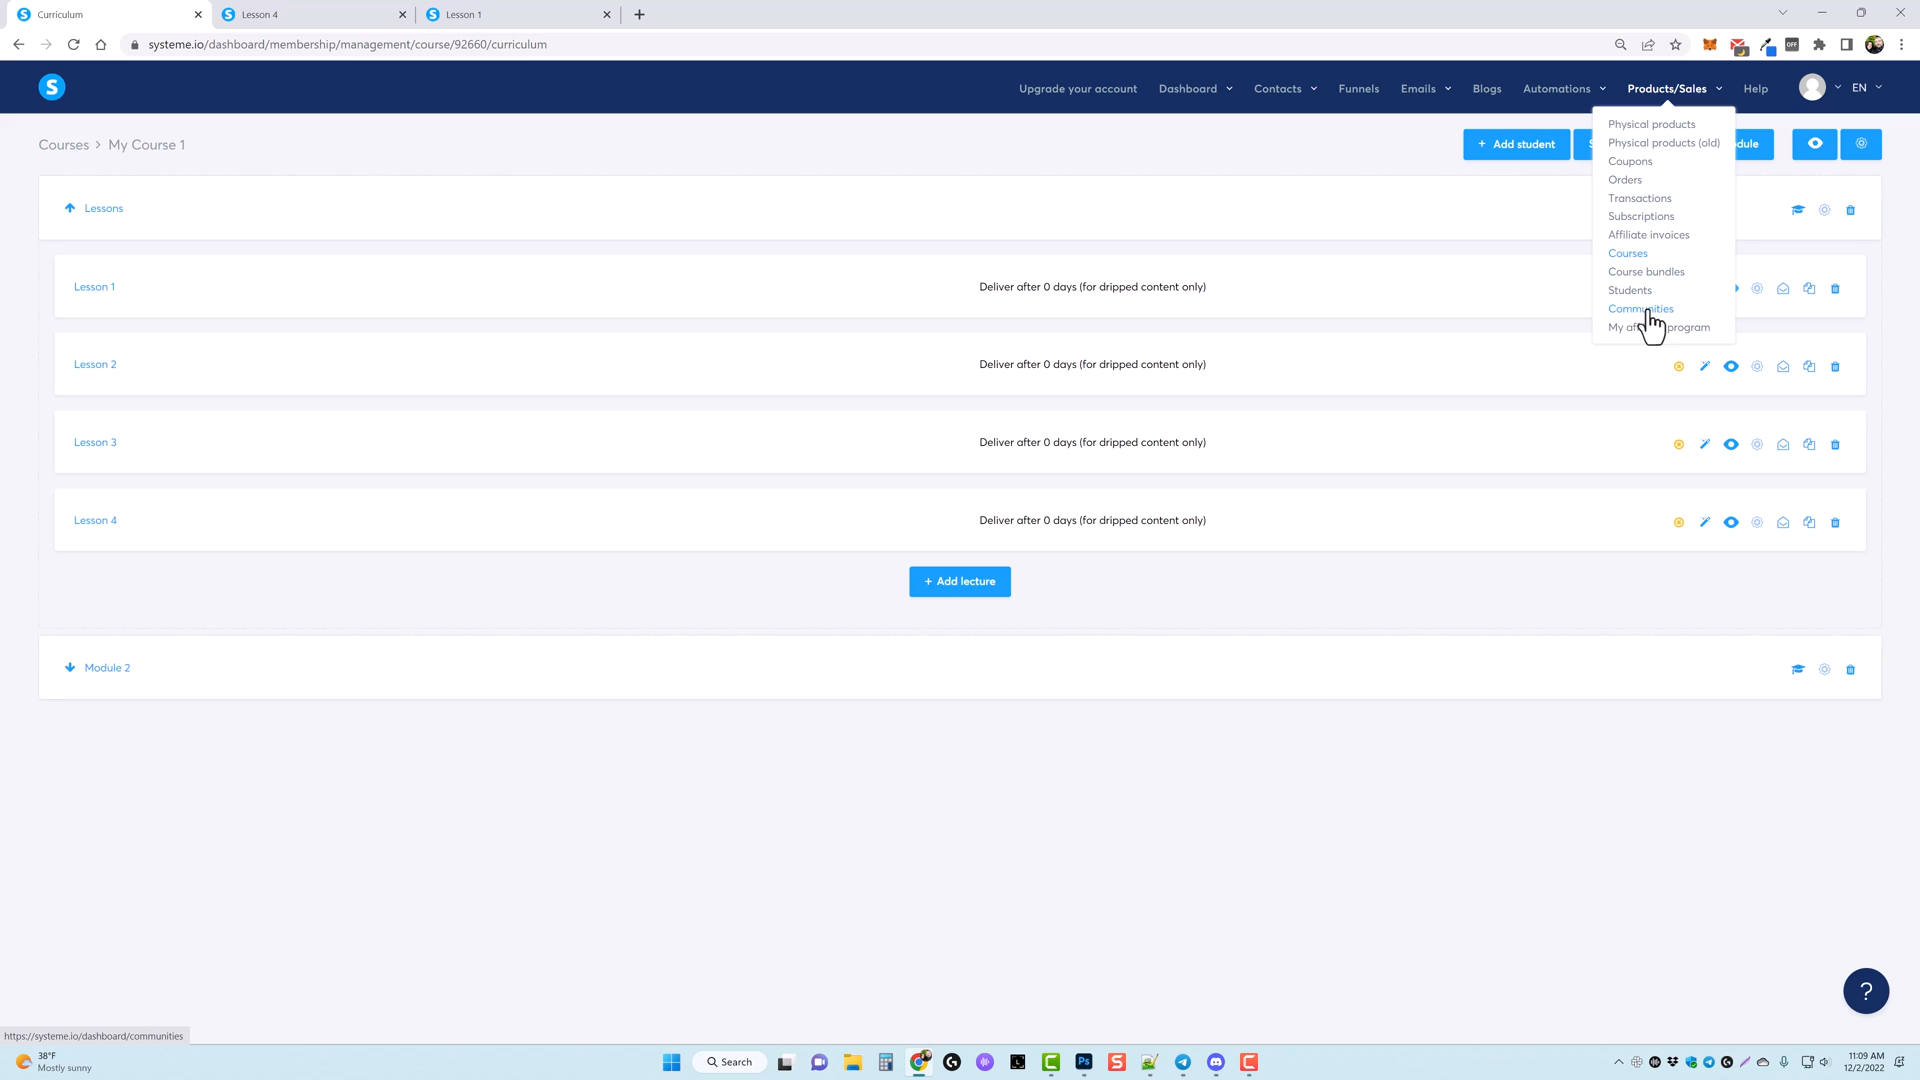 Curriculum
Lesson 4
Lesson 1
systeme.io/dashboard/membership/management/course/92660/curriculum
Upgrade your account
Dashboard
Contacts
Funnels
Emails
Blogs
Automations
Products/Sales
Help
EN
Courses > My Course 1
+ Add student
Physical products
Physical products (old)
Coupons
Orders
Transactions
Subscriptions
Affiliate invoices
Courses
Course bundles
Students
Communities
program
Lessons
Lesson 1
Deliver after 0 days (for dripped content only)
Lesson 2
Deliver after 0 days (for dripped content only)
Lesson 3
Deliver after 0 days (for dripped content only)
Lesson 4
Deliver after 0 days (for dripped content only)
+ Add lecture
Module 2
?
https://systeme.io/dashboard/communities
38°F
Mostly sunny
Search
11:09 AM
12/2/2022